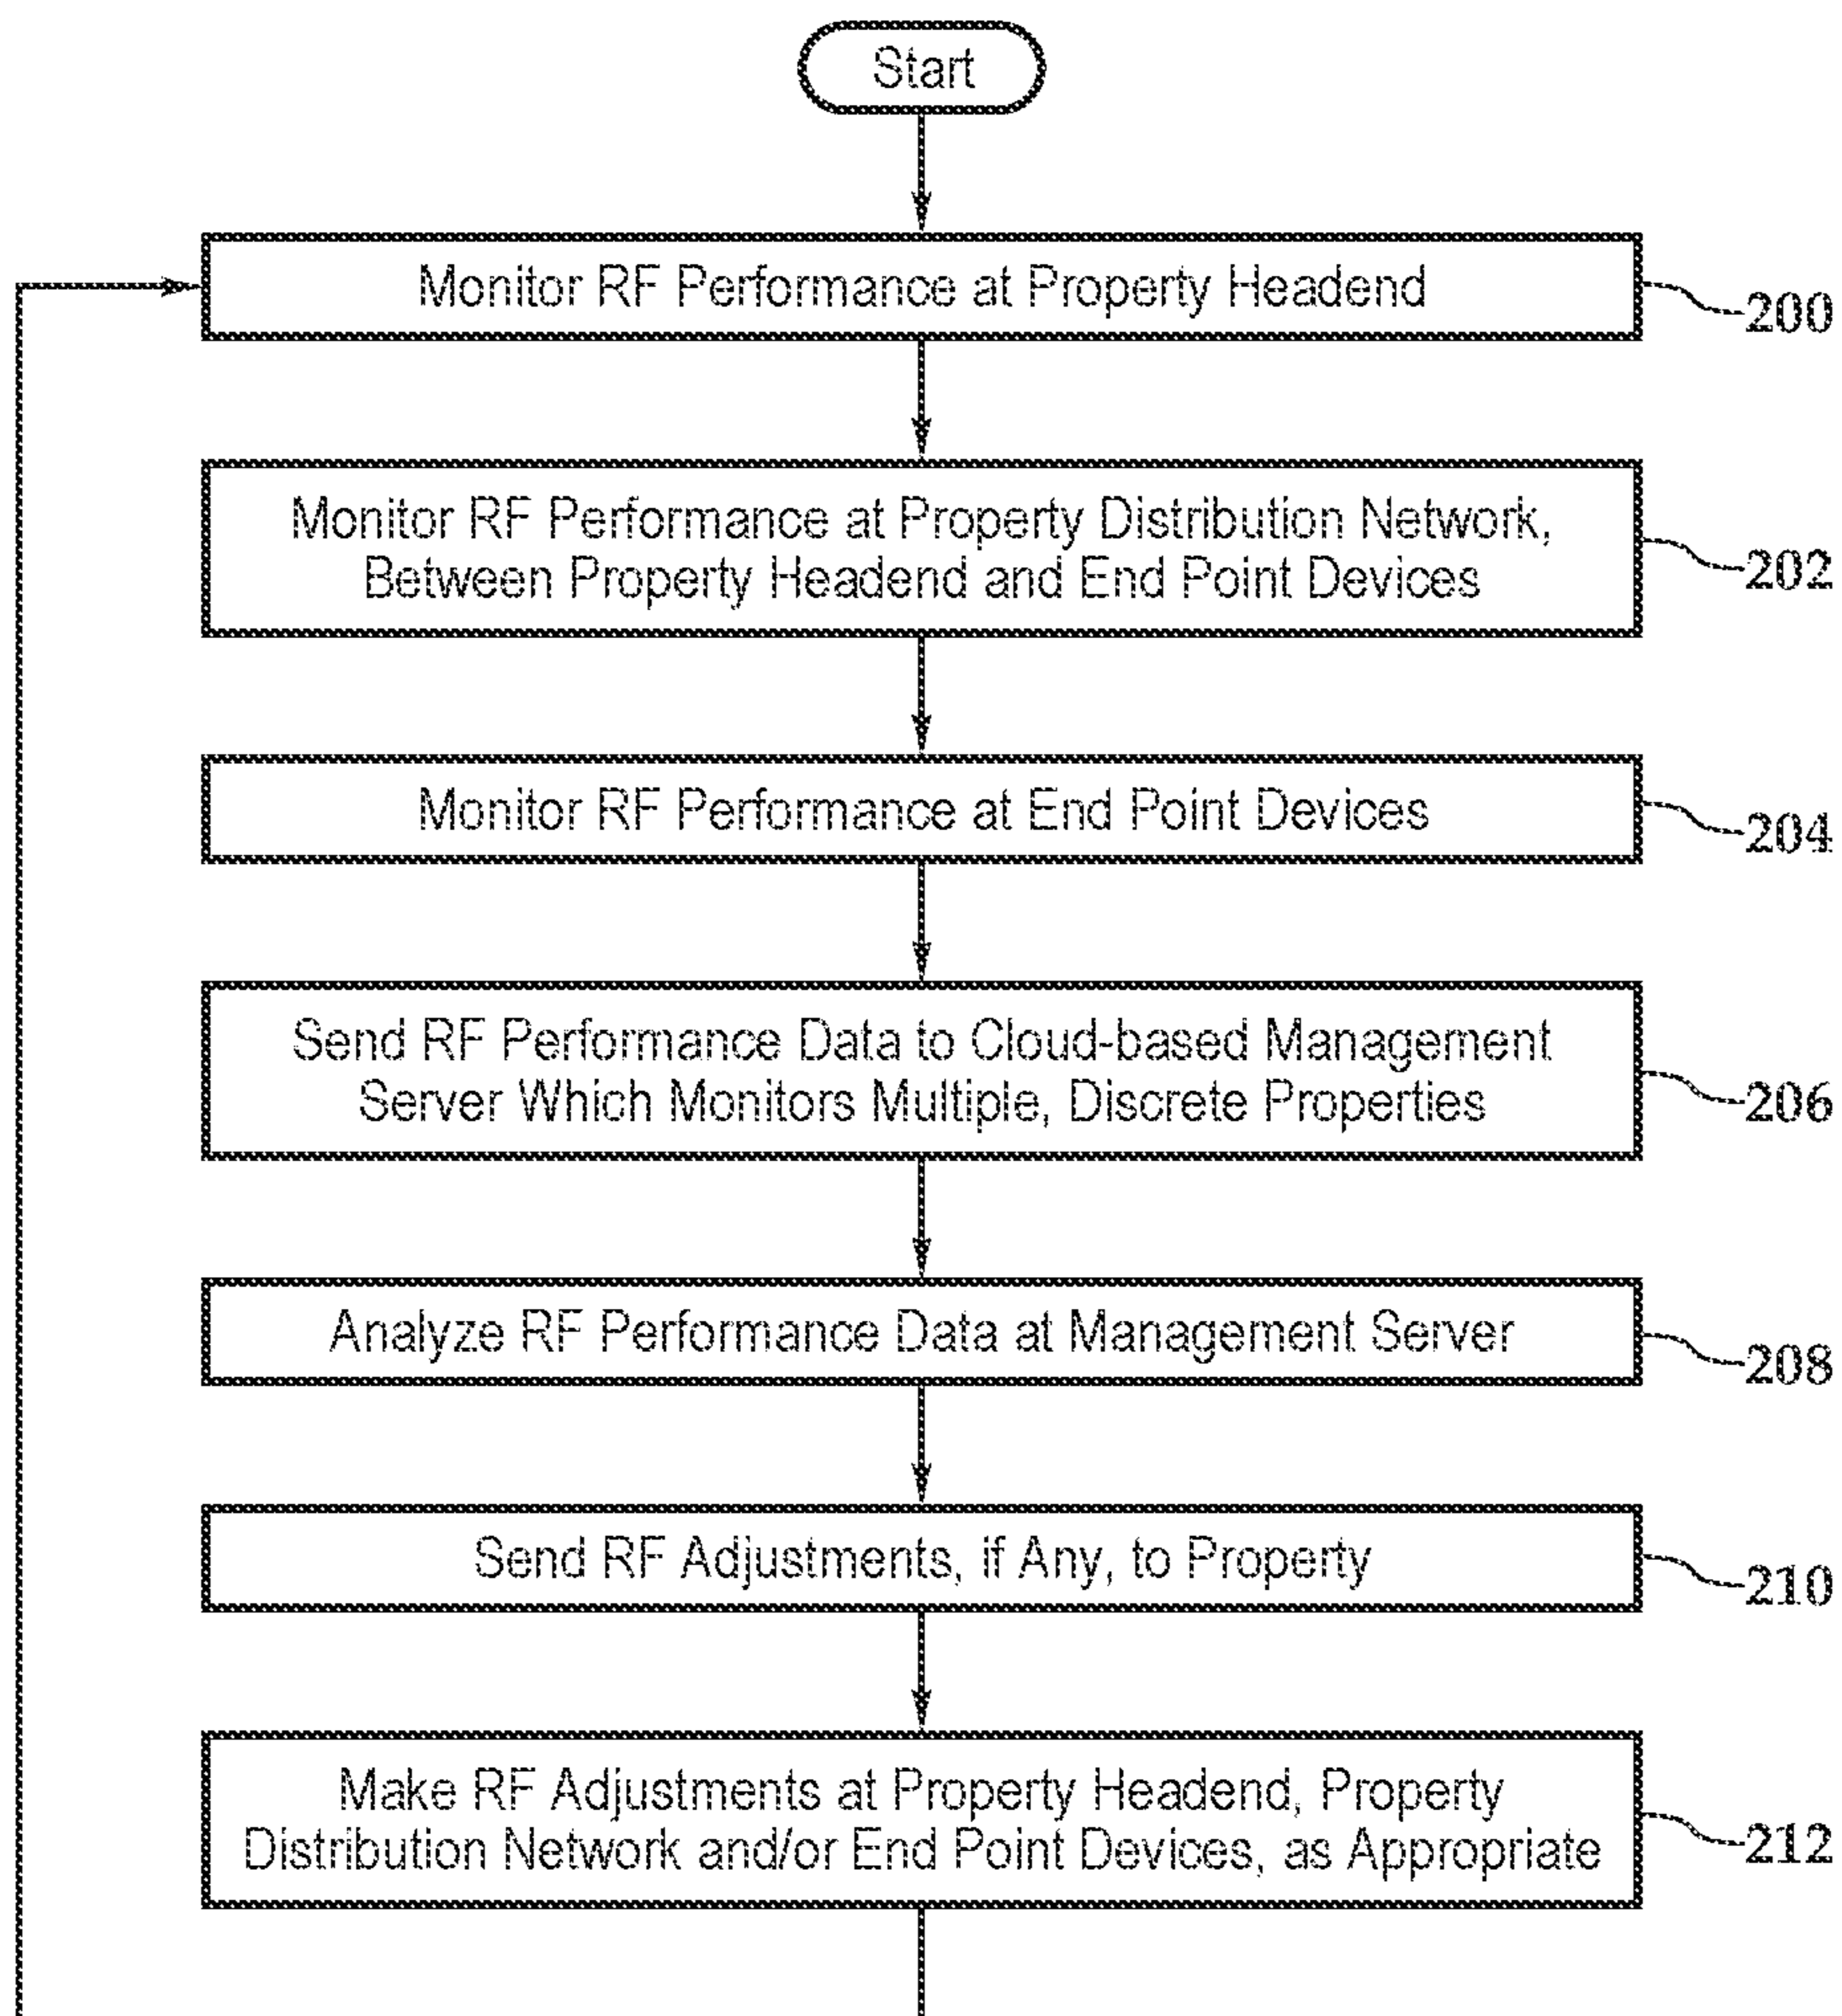 Start
Monitor RF Performance at Property Headend
200
Monitor RF Performance at Property Distribution Network,
Between Property Headend and End Point Devices
202
Monitor RF Performance at End Point Devices
204
Send RF Performance Data to Cloud-based Management
Server Which Monitors Multiple, Discrete Properties
206
Analyze RF Performance Data at Management Server
208
Send RF Adjustments, if Any, to Property
210
Make RF Adjustments at Property Headend, Property
Distribution Network and/or End Point Devices, as Appropriate
212